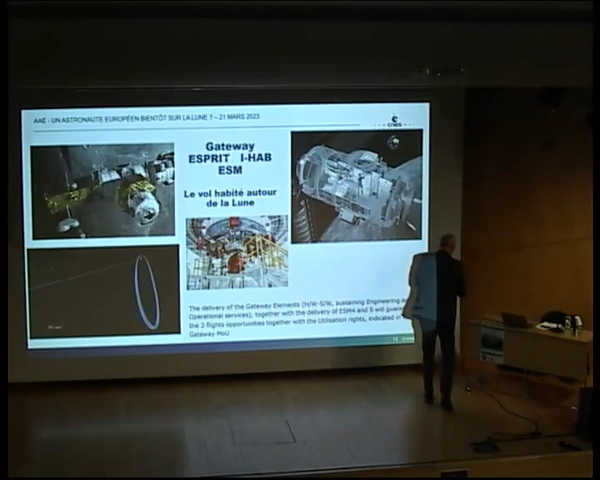 AAE - UN ASTRONAUTE EUROPÉEN BIENTÔT SUR LA LUNE ? – 21 MARS 2023
cnes
Gateway
ESPRIT I-HAB
ESM
Le vol habité autour
de la Lune
The delivery of the Gateway Elements (H/W-S/W, sustaining Engineering
Operational services), together with the delivery of ESM4 and 5 will
the 3 flights opportunities together with the Utilisation rights, indicated in
Gateway MoU